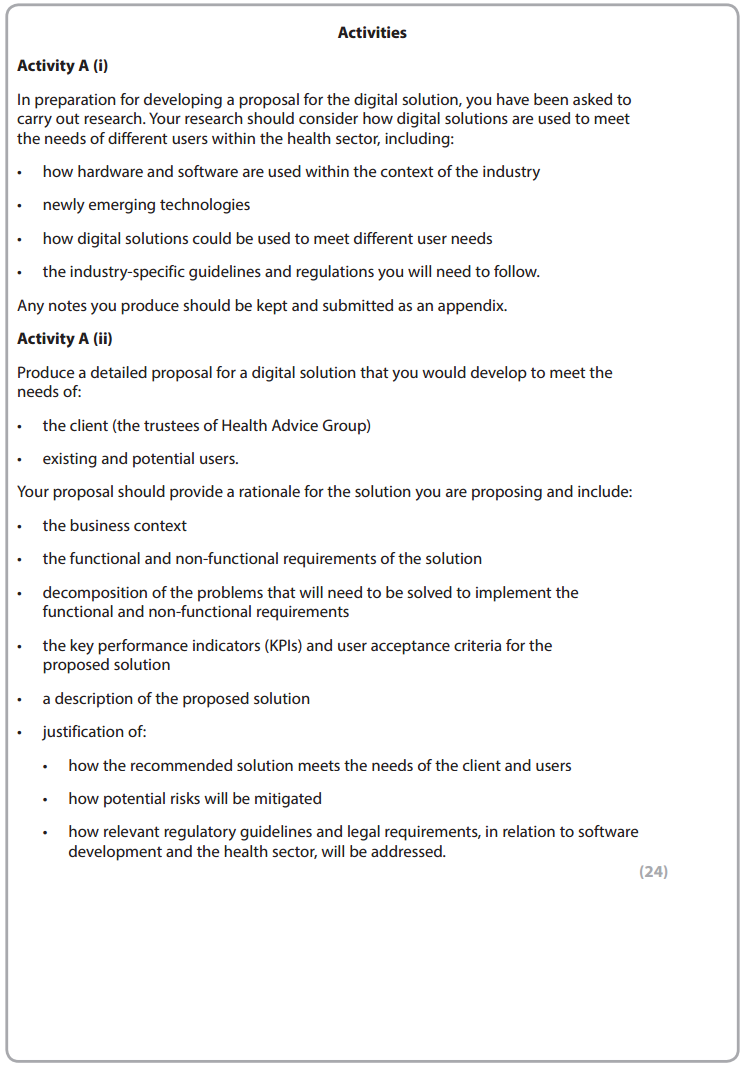 Activities
Activity A (i)
In preparation for developing a proposal for the digital solution, you have been asked to
carry out research. Your research should consider how digital solutions are used to meet
the needs of different users within the health sector, including:
• how hardware and software are used within the context of the industry
• newly emerging technologies
• how digital solutions could be used to meet different user needs
• the industry-specific guidelines and regulations you will need to follow.
Any notes you produce should be kept and submitted as an appendix.
Activity A (ii)
Produce a detailed proposal for a digital solution that you would develop to meet the
needs of:
• the client (the trustees of Health Advice Group)
• existing and potential users.
Your proposal should provide a rationale for the solution you are proposing and include:
• the business context
• the functional and non-functional requirements of the solution
• decomposition of the problems that will need to be solved to implement the
functional and non-functional requirements
• the key performance indicators (KPIs) and user acceptance criteria for the
proposed solution
• a description of the proposed solution
• justification of:
• how the recommended solution meets the needs of the client and users
• how potential risks will be mitigated
• how relevant regulatory guidelines and legal requirements, in relation to software
development and the health sector, will be addressed.
(24)